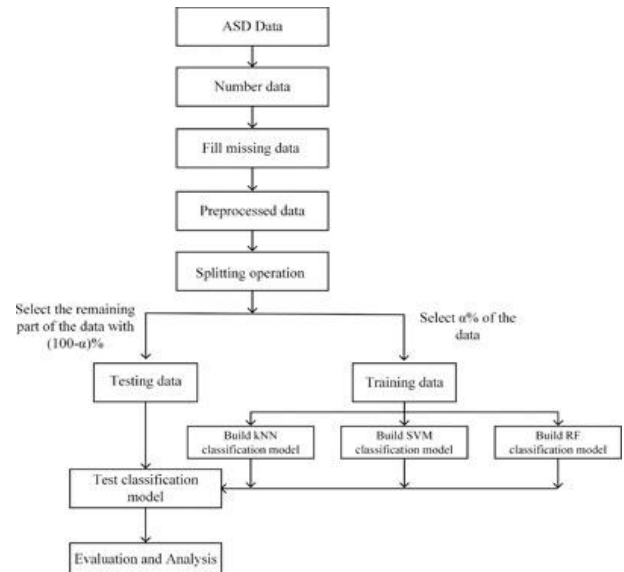 ASD Data
Number data
Fill missing data
Preprocessed data
Splitting operation
Select the remaining
part of the data with
(100-α)%
Select α% of the
data
Testing data
Training data
Build kNN
classification model
Build SVM
classification model
Build RF
classification model
Test classification
model
Evaluation and Analysis